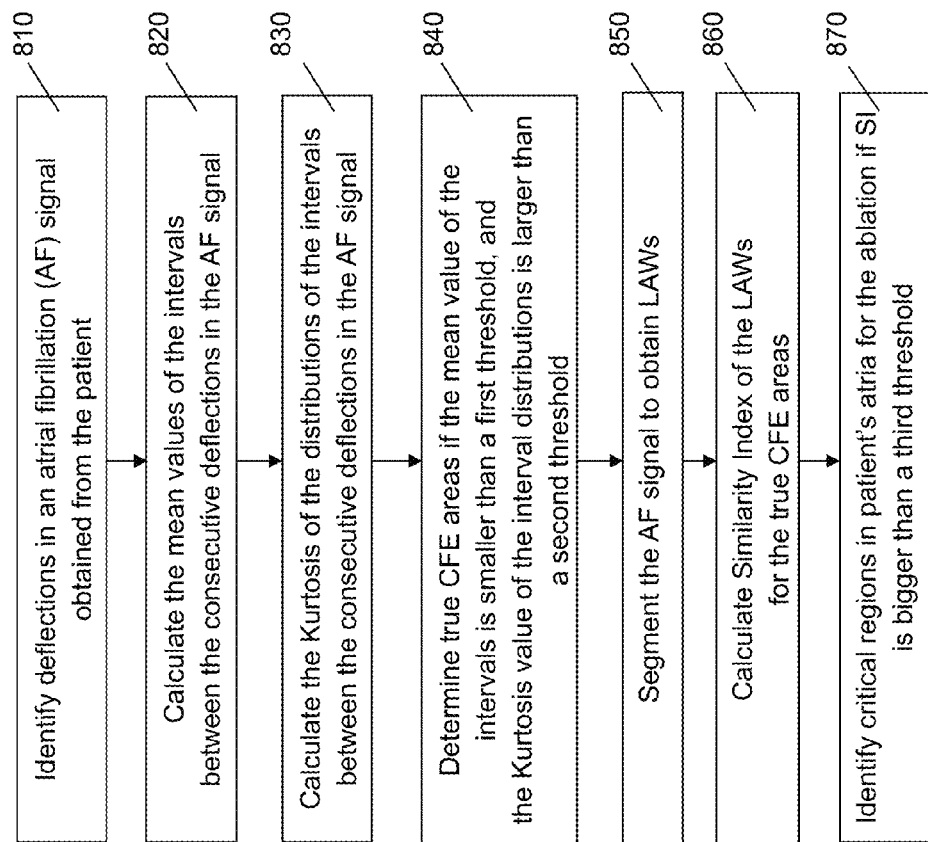 810
Identify deflections in an atrial fibrillation (AF) signal
obtained from the patient
820
Calculate the mean values of the intervals
between the consecutive deflections in the AF signal
830
Calculate the Kurtosis of the distributions of the intervals
between the consecutive deflections in the AF signal
840
Determine true CFE areas if the mean value of the
intervals is smaller than a first threshold, and
the Kurtosis value of the interval distributions is larger than
a second threshold
850
Segment the AF signal to obtain LAWs
860
Calculate Similarity Index of the LAWs
for the true CFE areas
870
Identify critical regions in patient's atria for the ablation if SI
is bigger than a third threshold